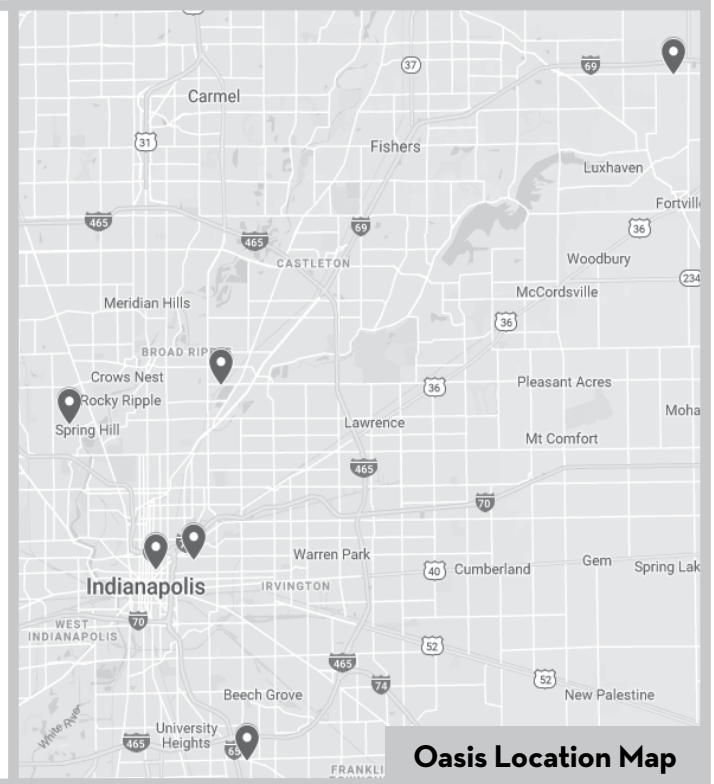 37
69
Carmel
31
Fishers
Luxhaven
Fortvill
465
69
36
465
CASTLETON
Woodbury
234
McCordsville
Meridian Hills
36
BROAD RIPPLE
Crows Nest
36
Pleasant Acres
Rocky Ripple
Moha
Lawrence
Spring Hill
Mt Comfort
465
70
Warren Park
Gem
Spring Lak
40
Cumberland
Indianapolis
IRVINGTON
70
WEST
INDIANAPOLIS
52
465
52
74
Beech Grove
New Palestine
White River
University
Heights
465
65
FRANKLI
Oasis Location Map